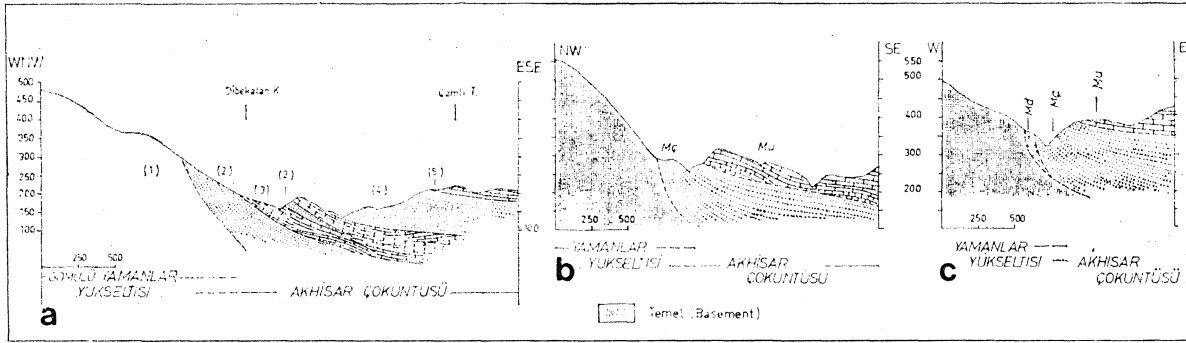 WNW
ESE
500
450
400
350
300
250
200
150
100
Dibekalan K.
Çamlı T.
(1)
(2)
(3)
(2)
(4)
(5)
100
250 500
GÖMÜLÜ YAMANLAR
YÜKSELTİSİ
AKHİSAR ÇÖKÜNTÜSÜ
a
NW
SE
Mç
Mu
250 500
YAMANLAR
YÜKSELTİSİ
AKHİSAR
ÇÖKÜNTÜSÜ
b
W
E
550
500
400
300
200
Md
Mç
Mu
250 500
YAMANLAR
YÜKSELTİSİ
AKHİSAR
ÇÖKÜNTÜSÜ
c
Temel (Basement)